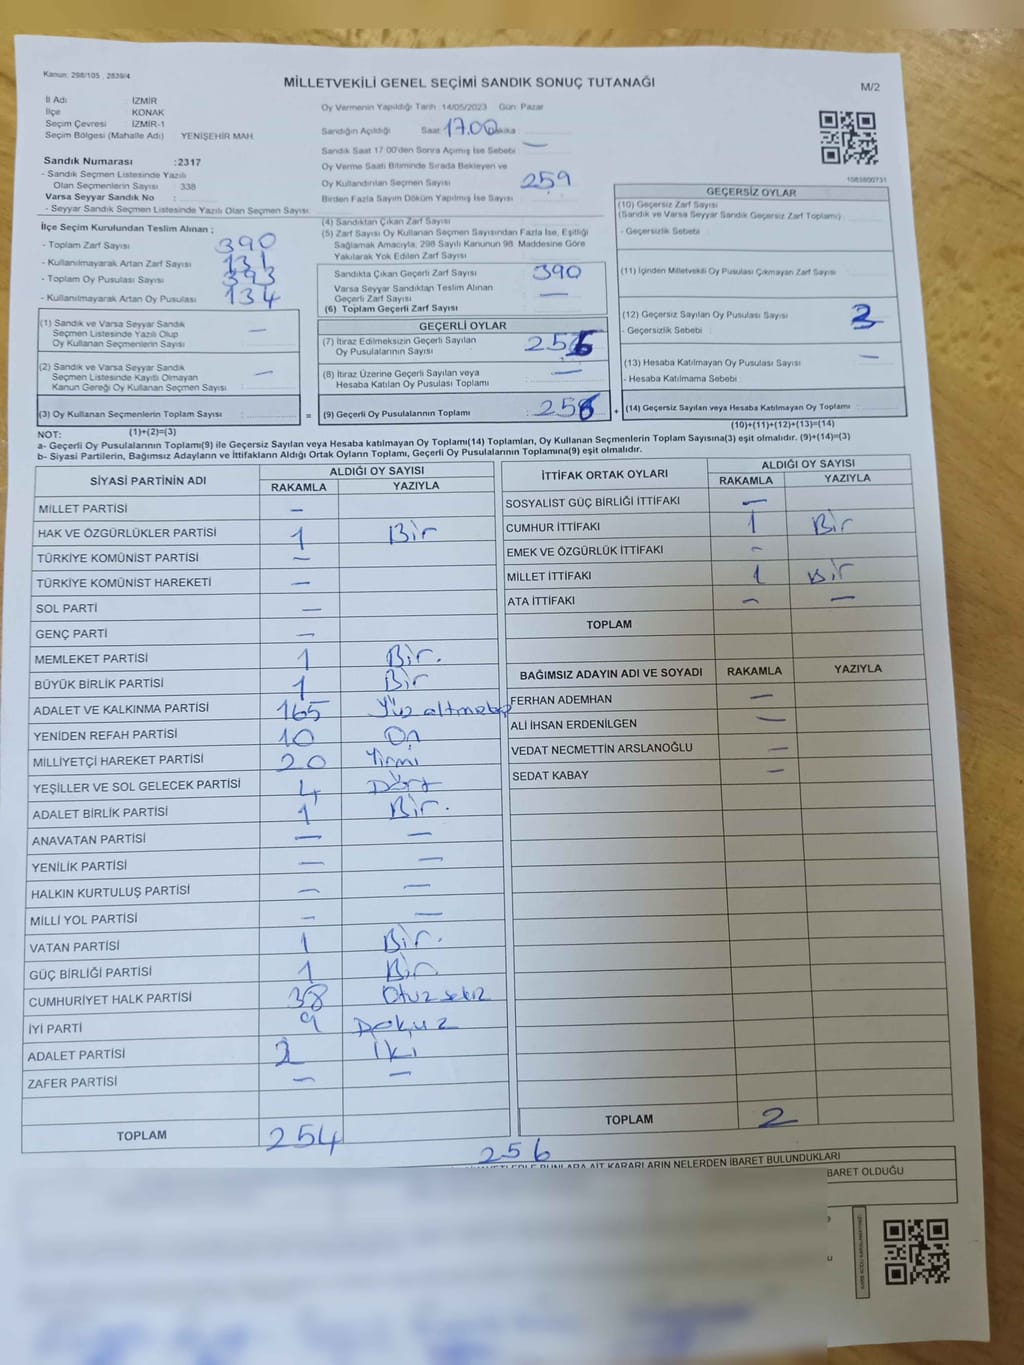 Kanun: 298/105 , 2839/4
MİLLETVEKİLİ GENEL SEÇİMİ SANDIK SONUÇ TUTANAĞI
M/2
İl Adı : İZMİR
İlçe : KONAK
Seçim Çevresi : İZMİR-1
Seçim Bölgesi (Mahalle Adı) : YENİŞEHİR MAH.
Oy Vermenin Yapıldığı Tarih 14/05/2023 Gün Pazar
Sandığın Açıldığı Saat 17.00 Dakika
Sandık Saat 17:00'den Sonra Açımış İse Sebebi —
Sandık Numarası :2317
- Sandık Seçmen Listesinde Yazılı
Olan Seçmenlerin Sayısı : 338
Varsa Seyyar Sandık No :
- Seyyar Sandık Seçmen Listesinde Yazılı Olan Seçmen Sayısı
Oy Verme Saati Bitiminde Sırada Bekleyen ve
Oy Kullandırılan Seçmen Sayısı 259
Birden Fazla Sayım Döküm Yapılmış İse Sayısı
1583800731
İlçe Seçim Kurulundan Teslim Alınan ;
- Toplam Zarf Sayısı 390
- Kullanılmayarak Artan Zarf Sayısı 131
- Toplam Oy Pusulası Sayısı 393
- Kullanılmayarak Artan Oy Pusulası 134
(1) Sandık ve Varsa Seyyar Sandık
Seçmen Listesinde Yazılı Olup
Oy Kullanan Seçmenlerin Sayısı : —
(2) Sandık ve Varsa Seyyar Sandık
Seçmen Listesinde Kayıtlı Olmayan
Kanun Gereği Oy Kullanan Seçmen Sayısı : —
(3) Oy Kullanan Seçmenlerin Toplam Sayısı : =
(1)+(2)=(3)
(4) Sandıktan Çıkan Zarf Sayısı
(5) Zarf Sayısı Oy Kullanan Seçmen Sayısından Fazla İse, Eşitliği
Sağlamak Amacıyla, 298 Sayılı Kanunun 98. Maddesine Göre
Yakılarak Yok Edilen Zarf Sayısı
Sandıkta Çıkan Geçerli Zarf Sayısı 390
Varsa Seyyar Sandıktan Teslim Alınan
Geçerli Zarf Sayısı —
(6) Toplam Geçerli Zarf Sayısı
GEÇERLİ OYLAR
(7) İtiraz Edilmeksizin Geçerli Sayılan
Oy Pusulalarının Sayısı : 256
(8) İtiraz Üzerine Geçerli Sayılan veya
Hesaba Katılan Oy Pusulası Toplamı : —
(9) Geçerli Oy Pusulalarının Toplamı : 256 +
GEÇERSİZ OYLAR
(10) Geçersiz Zarf Sayısı
(Sandık ve Varsa Seyyar Sandık Geçersiz Zarf Toplamı) :
- Geçersizlik Sebebi :
(11) İçinden Milletvekili Oy Pusulası Çıkmayan Zarf Sayısı :
(12) Geçersiz Sayılan Oy Pusulası Sayısı : 3
- Geçersizlik Sebebi :
(13) Hesaba Katılmayan Oy Pusulası Sayısı : —
- Hesaba Katılmama Sebebi :
(14) Geçersiz Sayılan veya Hesaba Katılmayan Oy Toplamı :
(10)+(11)+(12)+(13)=(14)
NOT:
a- Geçerli Oy Pusulalarının Toplamı(9) ile Geçersiz Sayılan veya Hesaba katılmayan Oy Toplamı(14) Toplamları, Oy Kullanan Seçmenlerin Toplam Sayısına(3) eşit olmalıdır. (9)+(14)=(3)
b- Siyasi Partilerin, Bağımsız Adayların ve İttifakların Aldığı Ortak Oyların Toplamı, Geçerli Oy Pusulalarının Toplamına(9) eşit olmalıdır.
SİYASİ PARTİNİN ADI ALDIĞI OY SAYISI
RAKAMLA YAZIYLA
MİLLET PARTİSİ —
HAK VE ÖZGÜRLÜKLER PARTİSİ 1 Bir
TÜRKİYE KOMÜNİST PARTİSİ —
TÜRKİYE KOMÜNİST HAREKETİ —
SOL PARTİ —
GENÇ PARTİ —
MEMLEKET PARTİSİ 1 Bir.
BÜYÜK BİRLİK PARTİSİ 1 Bir
ADALET VE KALKINMA PARTİSİ 165 Yüz altmışbeş
YENİDEN REFAH PARTİSİ 10 On
MİLLİYETÇİ HAREKET PARTİSİ 20 Yirmi
YEŞİLLER VE SOL GELECEK PARTİSİ 4 Dört
ADALET BİRLİK PARTİSİ 1 Bir.
ANAVATAN PARTİSİ — —
YENİLİK PARTİSİ — —
HALKIN KURTULUŞ PARTİSİ — —
MİLLİ YOL PARTİSİ — —
VATAN PARTİSİ 1 Bir.
GÜÇ BİRLİĞİ PARTİSİ 1 Bir
CUMHURİYET HALK PARTİSİ 38 Otuz sekiz
İYİ PARTİ 9 Dokuz
ADALET PARTİSİ 2 İki
ZAFER PARTİSİ — —
TOPLAM 254
İTTİFAK ORTAK OYLARI ALDIĞI OY SAYISI
RAKAMLA YAZIYLA
SOSYALİST GÜÇ BİRLİĞİ İTTİFAKI —
CUMHUR İTTİFAKI 1 Bir
EMEK VE ÖZGÜRLÜK İTTİFAKI —
MİLLET İTTİFAKI 1 Bir
ATA İTTİFAKI — —
TOPLAM
BAĞIMSIZ ADAYIN ADI VE SOYADI RAKAMLA YAZIYLA
FERHAN ADEMHAN —
ALİ İHSAN ERDENİLGEN —
VEDAT NECMETTİN ARSLANOĞLU —
SEDAT KABAY —
TOPLAM 2
256
BUNLARA AİT KARARLARIN NELERDEN İBARET BULUNDUKLARI
BARET OLDUĞU